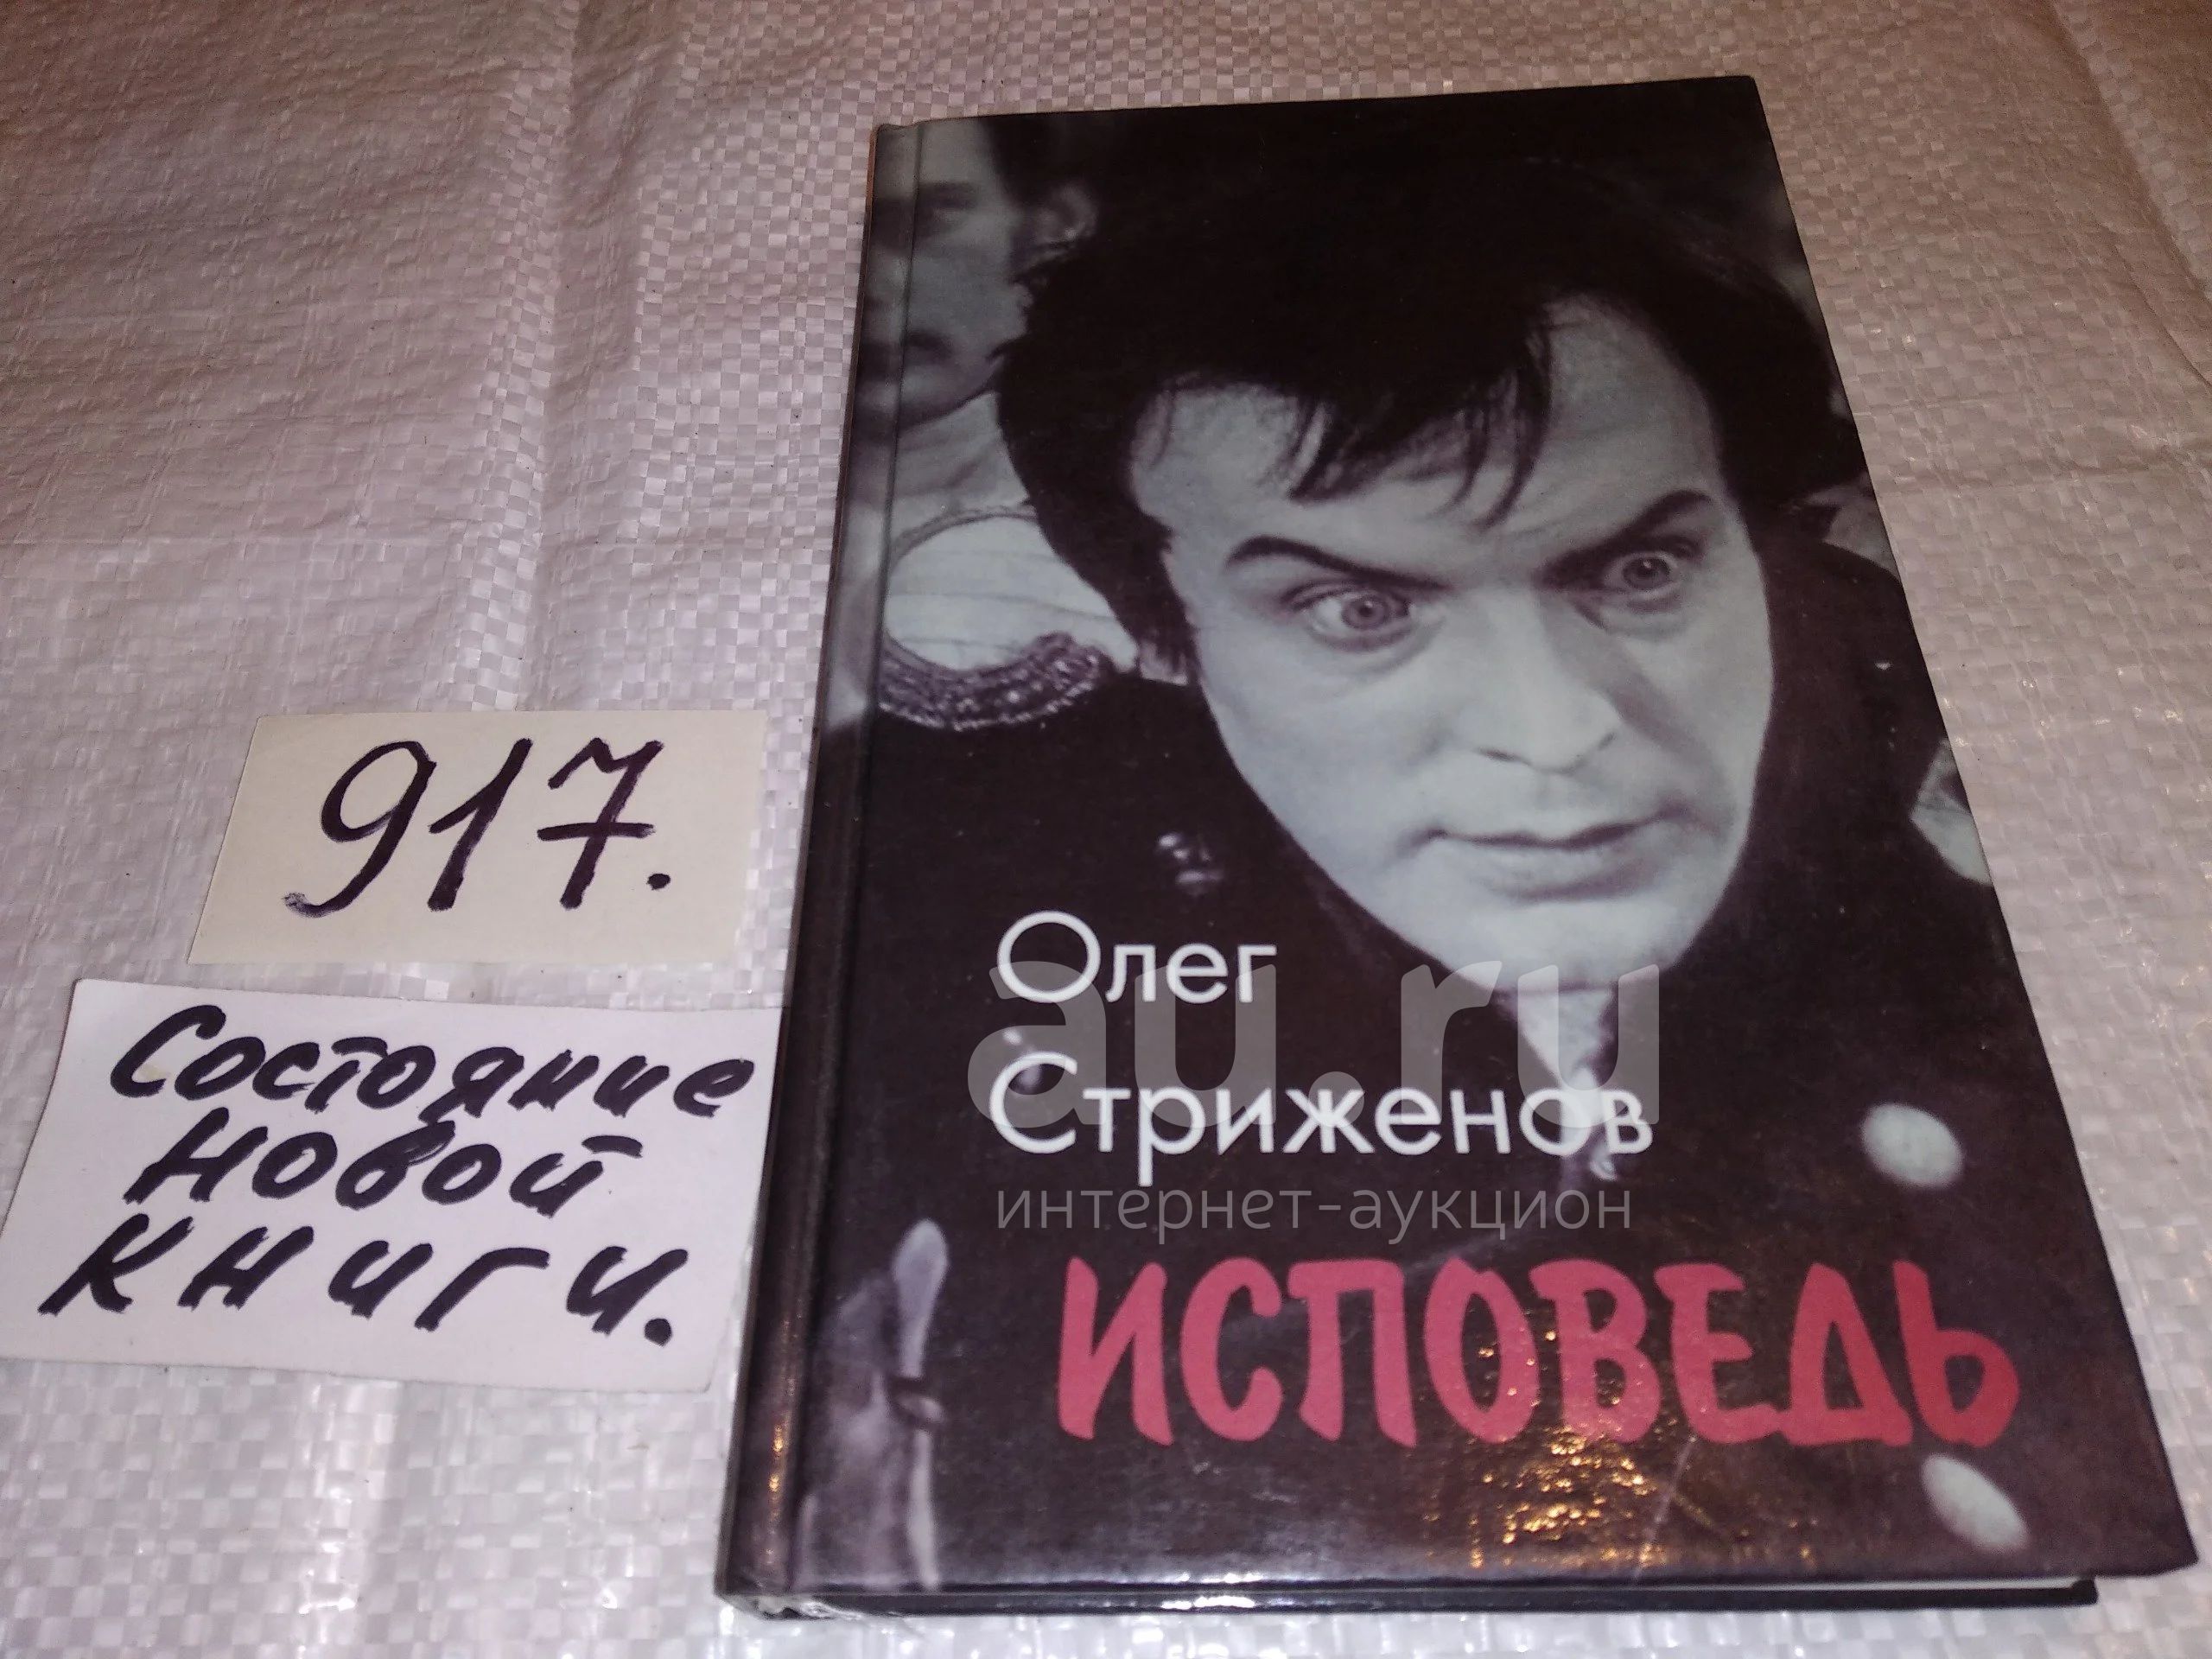 917.
Состояние
новой
книги.
Олег
Стриженов
au.ru
интернет-аукцион
ИСПОВЕДЬ